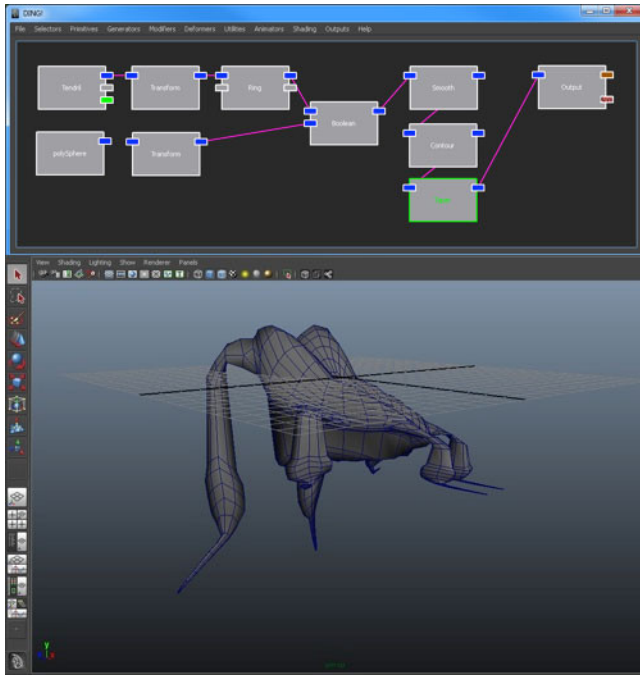 DING!
File Selectors Primitives Generators Modifiers Deformers Utilities Animators Shading Outputs Help
Tendril Transform Ring Smooth Output
Boolean
polySphere Transform Contour
View Shading Lighting Show Renderer Panels
y
x